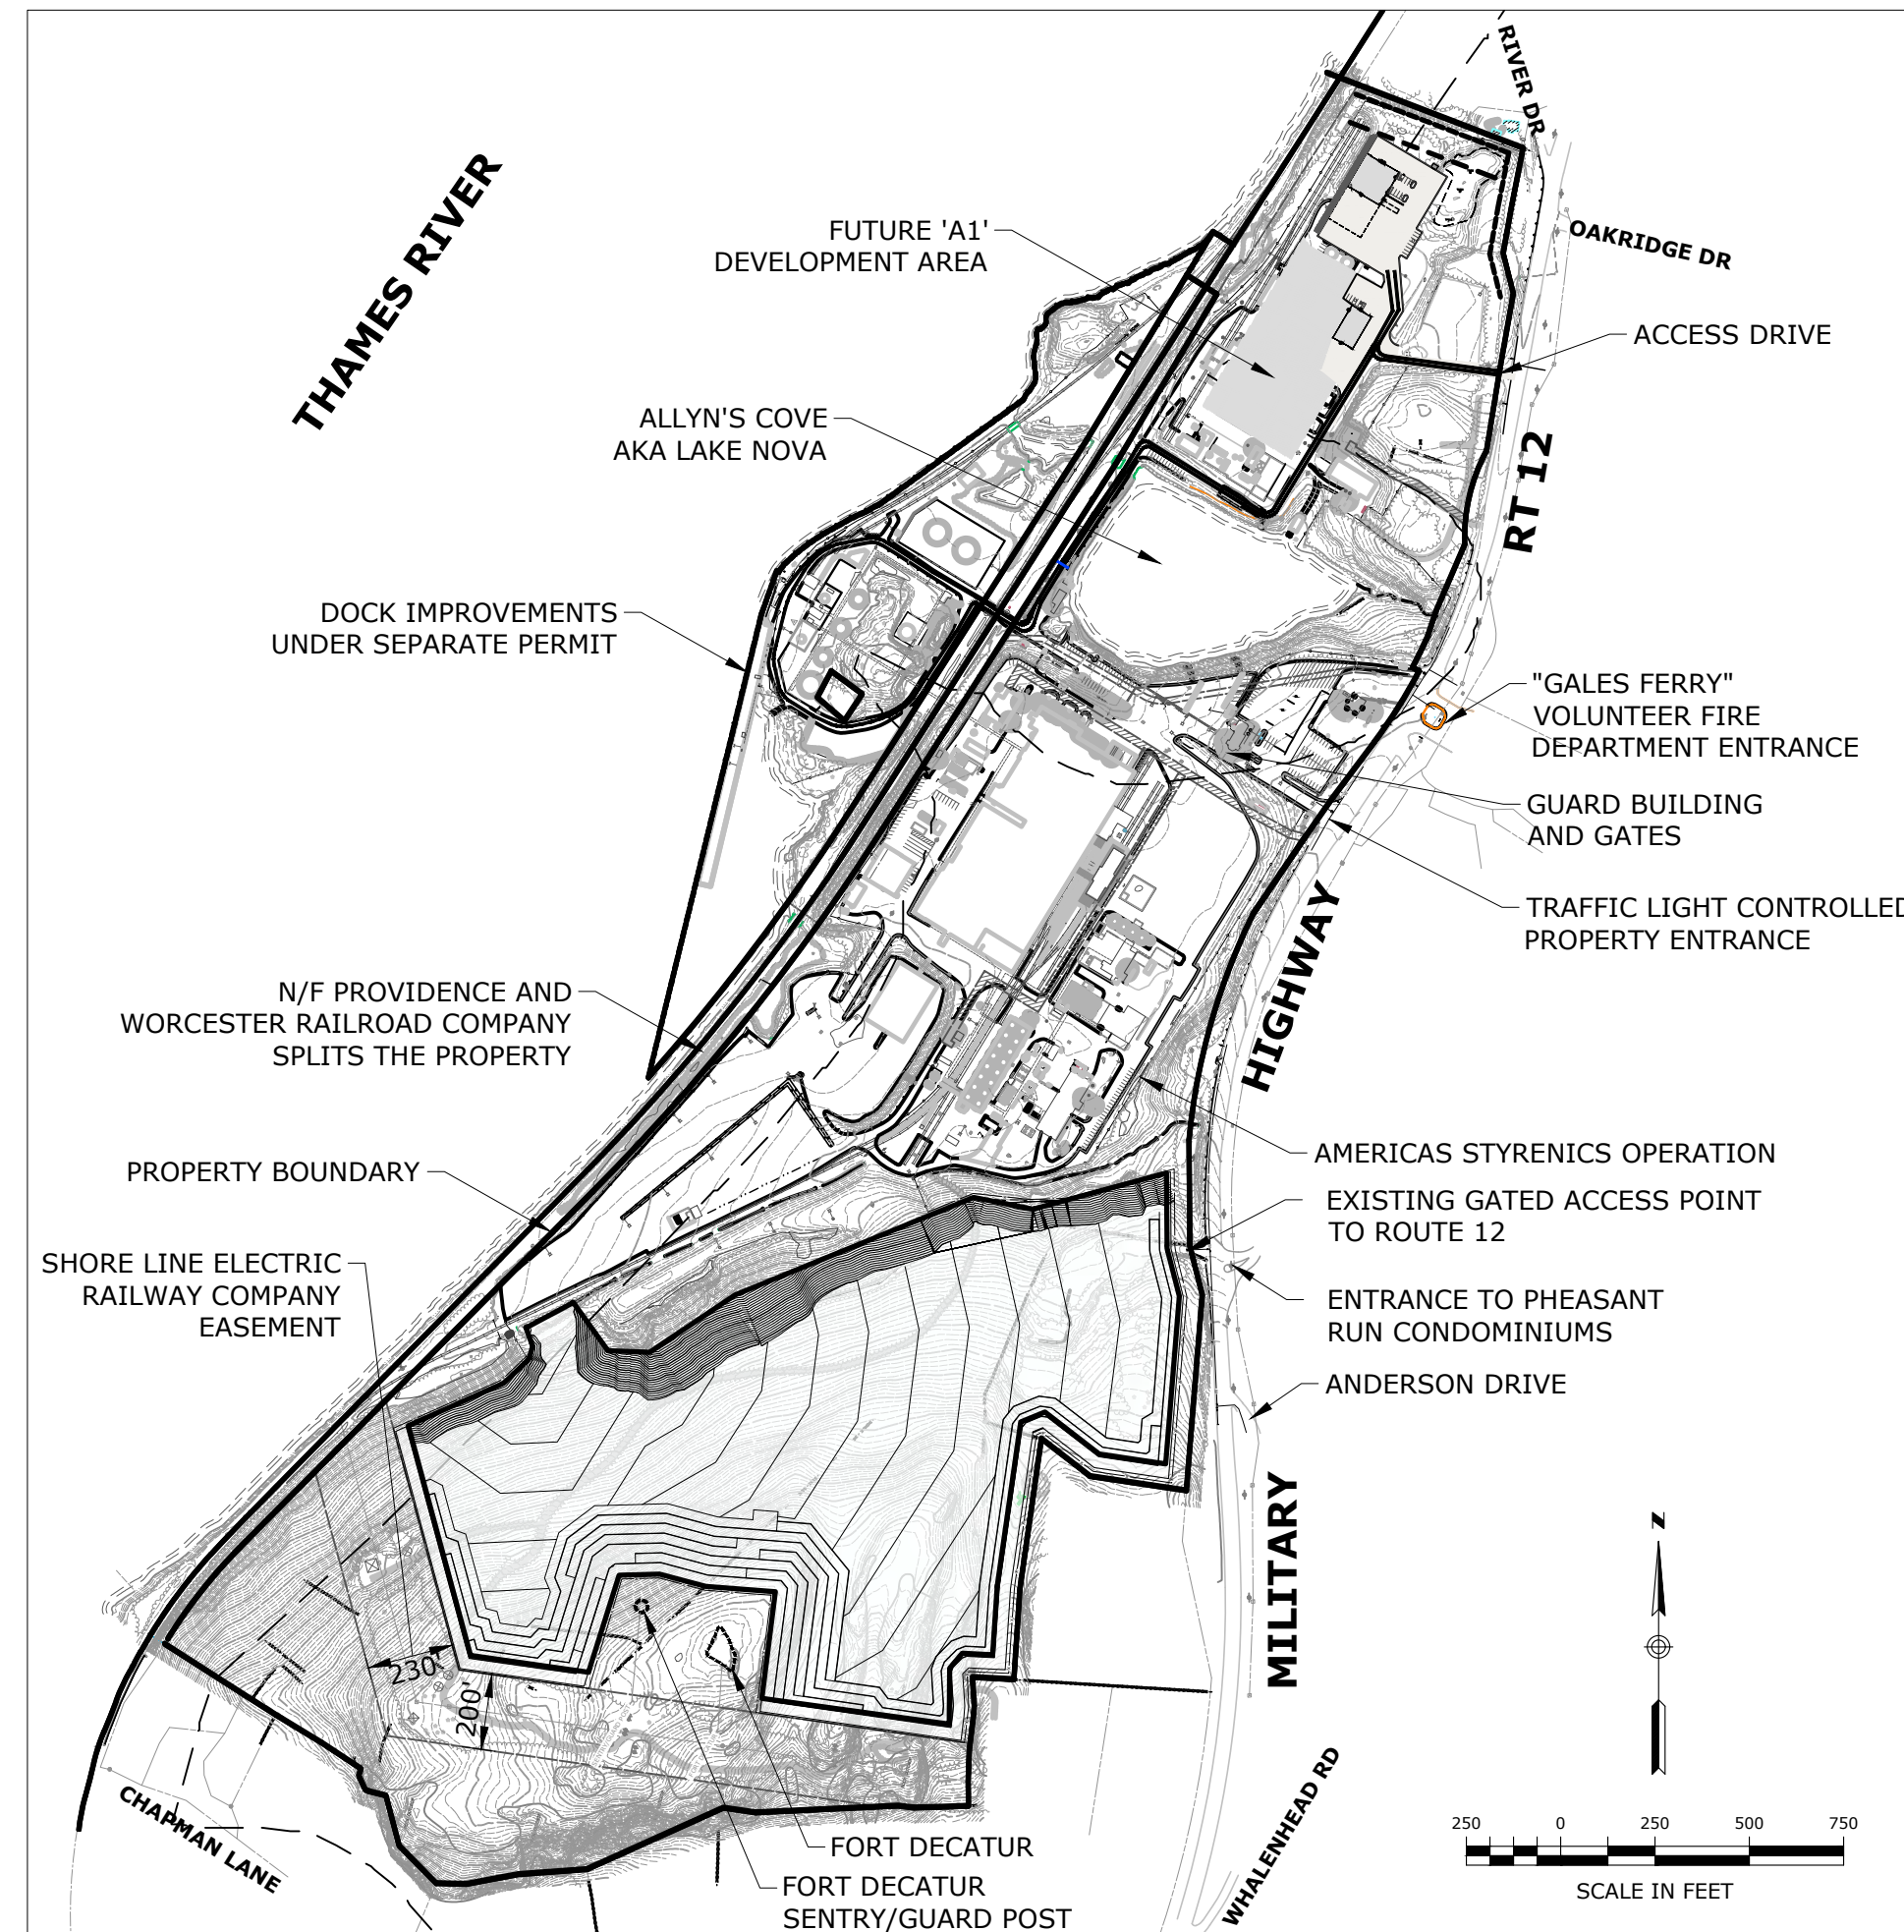 RIVER DR
THAMES RIVER
FUTURE 'A1'
DEVELOPMENT AREA
OAKRIDGE DR
ACCESS DRIVE
ALLYN'S COVE
AKA LAKE NOVA
RT 12
DOCK IMPROVEMENTS
UNDER SEPARATE PERMIT
"GALES FERRY"
VOLUNTEER FIRE
DEPARTMENT ENTRANCE
GUARD BUILDING
AND GATES
TRAFFIC LIGHT CONTROLLED
PROPERTY ENTRANCE
HIGHWAY
N/F PROVIDENCE AND
WORCESTER RAILROAD COMPANY
SPLITS THE PROPERTY
AMERICAS STYRENICS OPERATION
PROPERTY BOUNDARY
EXISTING GATED ACCESS POINT
TO ROUTE 12
SHORE LINE ELECTRIC
RAILWAY COMPANY
EASEMENT
ENTRANCE TO PHEASANT
RUN CONDOMINIUMS
ANDERSON DRIVE
MILITARY
N
230'
200'
CHAPMAN LANE
WHALENHEAD RD
FORT DECATUR
FORT DECATUR
SENTRY/GUARD POST
250 0 250 500 750
SCALE IN FEET